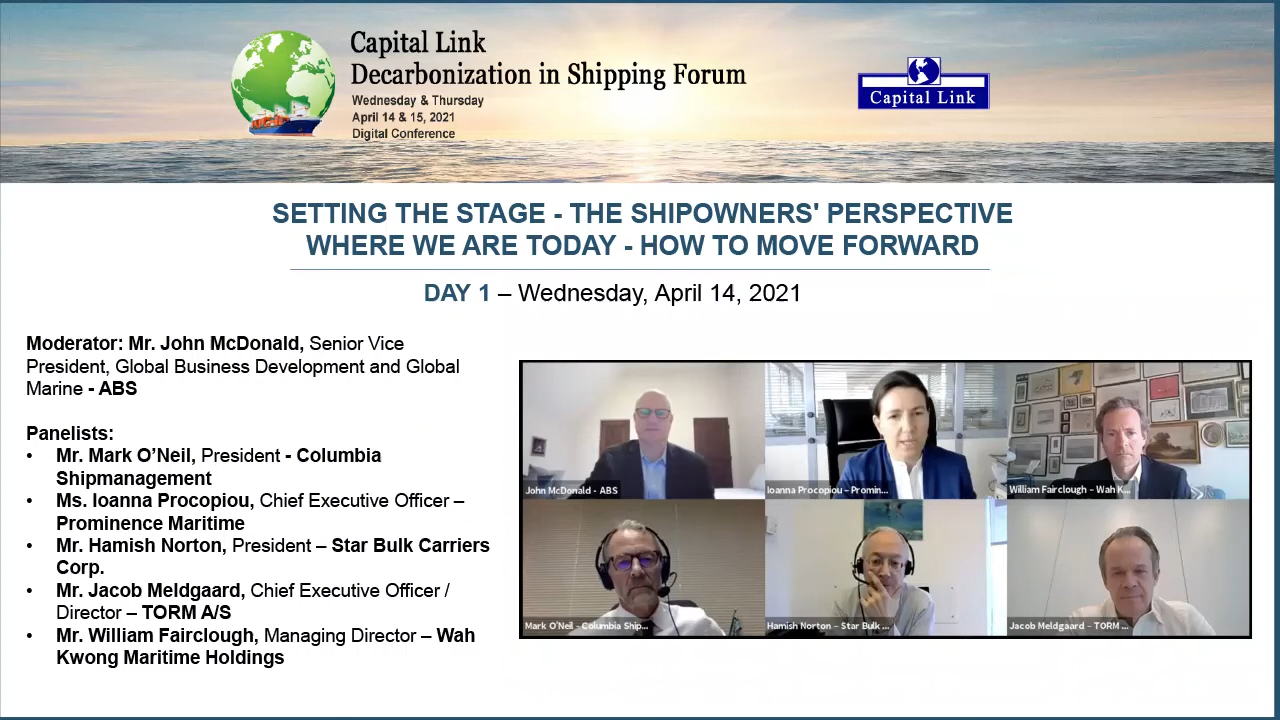 Capital Link
Decarbonization in Shipping Forum
Wednesday & Thursday
April 14 & 15, 2021
Digital Conference
Capital Link
SETTING THE STAGE - THE SHIPOWNERS' PERSPECTIVE
WHERE WE ARE TODAY - HOW TO MOVE FORWARD
DAY 1 – Wednesday, April 14, 2021
Moderator: Mr. John McDonald, Senior Vice
President, Global Business Development and Global
Marine - ABS
Panelists:
• Mr. Mark O’Neil, President - Columbia
Shipmanagement
• Ms. Ioanna Procopiou, Chief Executive Officer –
Prominence Maritime
• Mr. Hamish Norton, President – Star Bulk Carriers
Corp.
• Mr. Jacob Meldgaard, Chief Executive Officer /
Director – TORM A/S
• Mr. William Fairclough, Managing Director – Wah
Kwong Maritime Holdings
John McDonald - ABS
Ioanna Procopiou – Promin...
William Fairclough – Wah K...
Mark O'Neil - Columbia Ship...
Hamish Norton – Star Bulk ...
Jacob Meldgaard – TORM ...